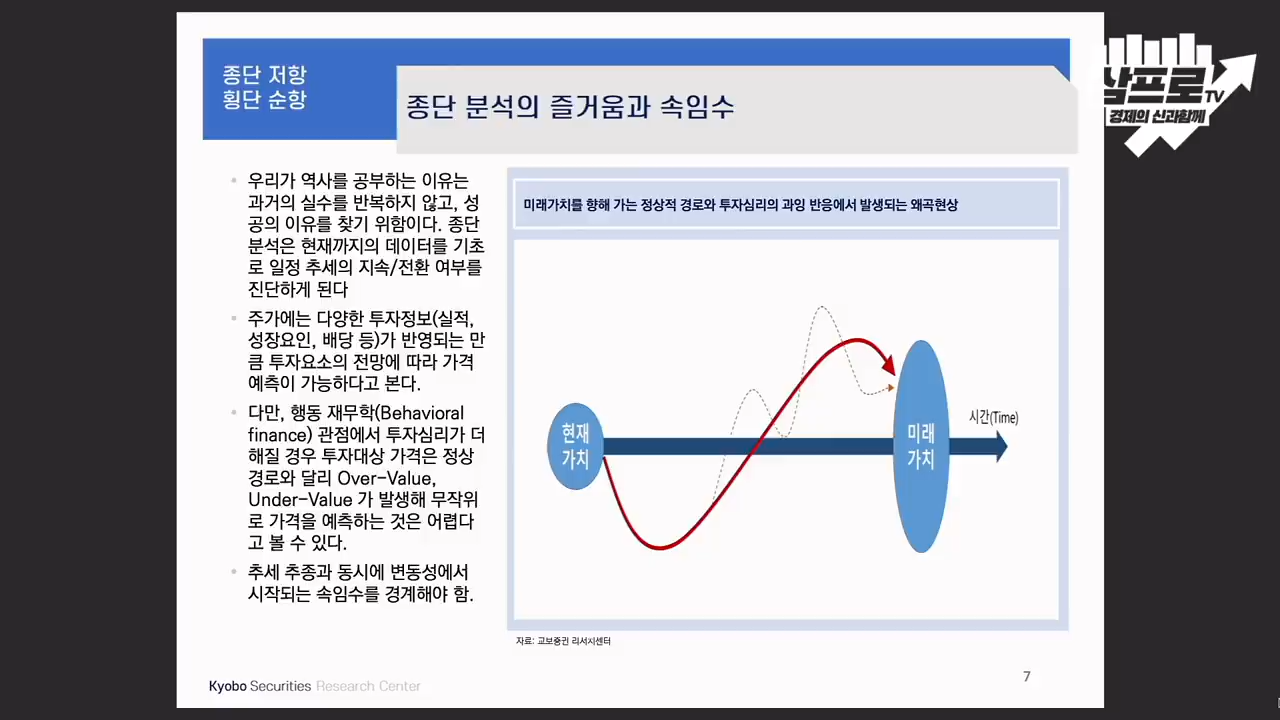 종단 저항
횡단 순항
종단 분석의 즐거움과 속임수
삼프로TV
경제의 신과함께
• 우리가 역사를 공부하는 이유는
과거의 실수를 반복하지 않고, 성
공의 이유를 찾기 위함이다. 종단
분석은 현재까지의 데이터를 기초
로 일정 추세의 지속/전환 여부를
진단하게 된다
• 주가에는 다양한 투자정보(실적,
성장요인, 배당 등)가 반영되는 만
큼 투자요소의 전망에 따라 가격
예측이 가능하다고 본다.
• 다만, 행동 재무학(Behavioral
finance) 관점에서 투자심리가 더
해질 경우 투자대상 가격은 정상
경로와 달리 Over-Value,
Under-Value 가 발생해 무작위
로 가격을 예측하는 것은 어렵다
고 볼 수 있다.
• 추세 추종과 동시에 변동성에서
시작되는 속임수를 경계해야 함.
미래가치를 향해 가는 정상적 경로와 투자심리의 과잉 반응에서 발생되는 왜곡현상
현재
가치
미래
가치
시간(Time)
자료: 교보증권 리서치센터
Kyobo Securities Research Center
7